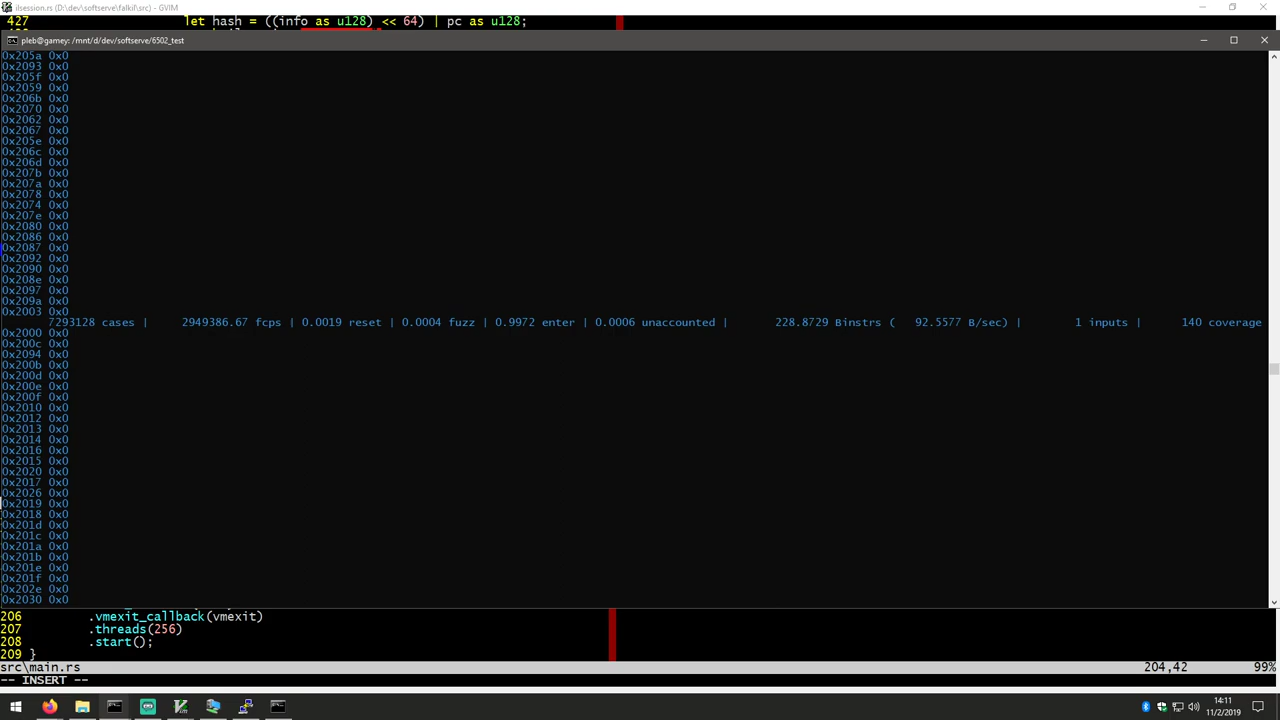 ilsession.rs (D:\dev\softserve\falkil\src) - GVIM
427 let hash = ((info as u128) << 64) | pc as u128;
pleb@gamey: /mnt/d/dev/softserve/6502_test
0x205a 0x0
0x2093 0x0
0x205f 0x0
0x2059 0x0
0x206b 0x0
0x2070 0x0
0x2062 0x0
0x2067 0x0
0x205e 0x0
0x206c 0x0
0x206d 0x0
0x207b 0x0
0x207a 0x0
0x2078 0x0
0x2074 0x0
0x207e 0x0
0x2080 0x0
0x2086 0x0
0x2087 0x0
0x2092 0x0
0x2090 0x0
0x208e 0x0
0x2097 0x0
0x209a 0x0
0x2003 0x0
7293128 cases | 2949386.67 fcps | 0.0019 reset | 0.0004 fuzz | 0.9972 enter | 0.0006 unaccounted | 228.8729 Binstrs ( 92.5577 B/sec) | 1 inputs | 140 coverage
0x2000 0x0
0x200c 0x0
0x2094 0x0
0x200b 0x0
0x200d 0x0
0x200e 0x0
0x200f 0x0
0x2010 0x0
0x2012 0x0
0x2013 0x0
0x2014 0x0
0x2016 0x0
0x2015 0x0
0x2020 0x0
0x2017 0x0
0x2026 0x0
0x2019 0x0
0x2018 0x0
0x201d 0x0
0x201c 0x0
0x201a 0x0
0x201b 0x0
0x201e 0x0
0x201f 0x0
0x202e 0x0
0x2030 0x0
206 .vmexit_callback(vmexit)
207 .threads(256)
208 .start();
209 }
src\main.rs 204,42 99%
-- INSERT --
14:11
11/2/2019